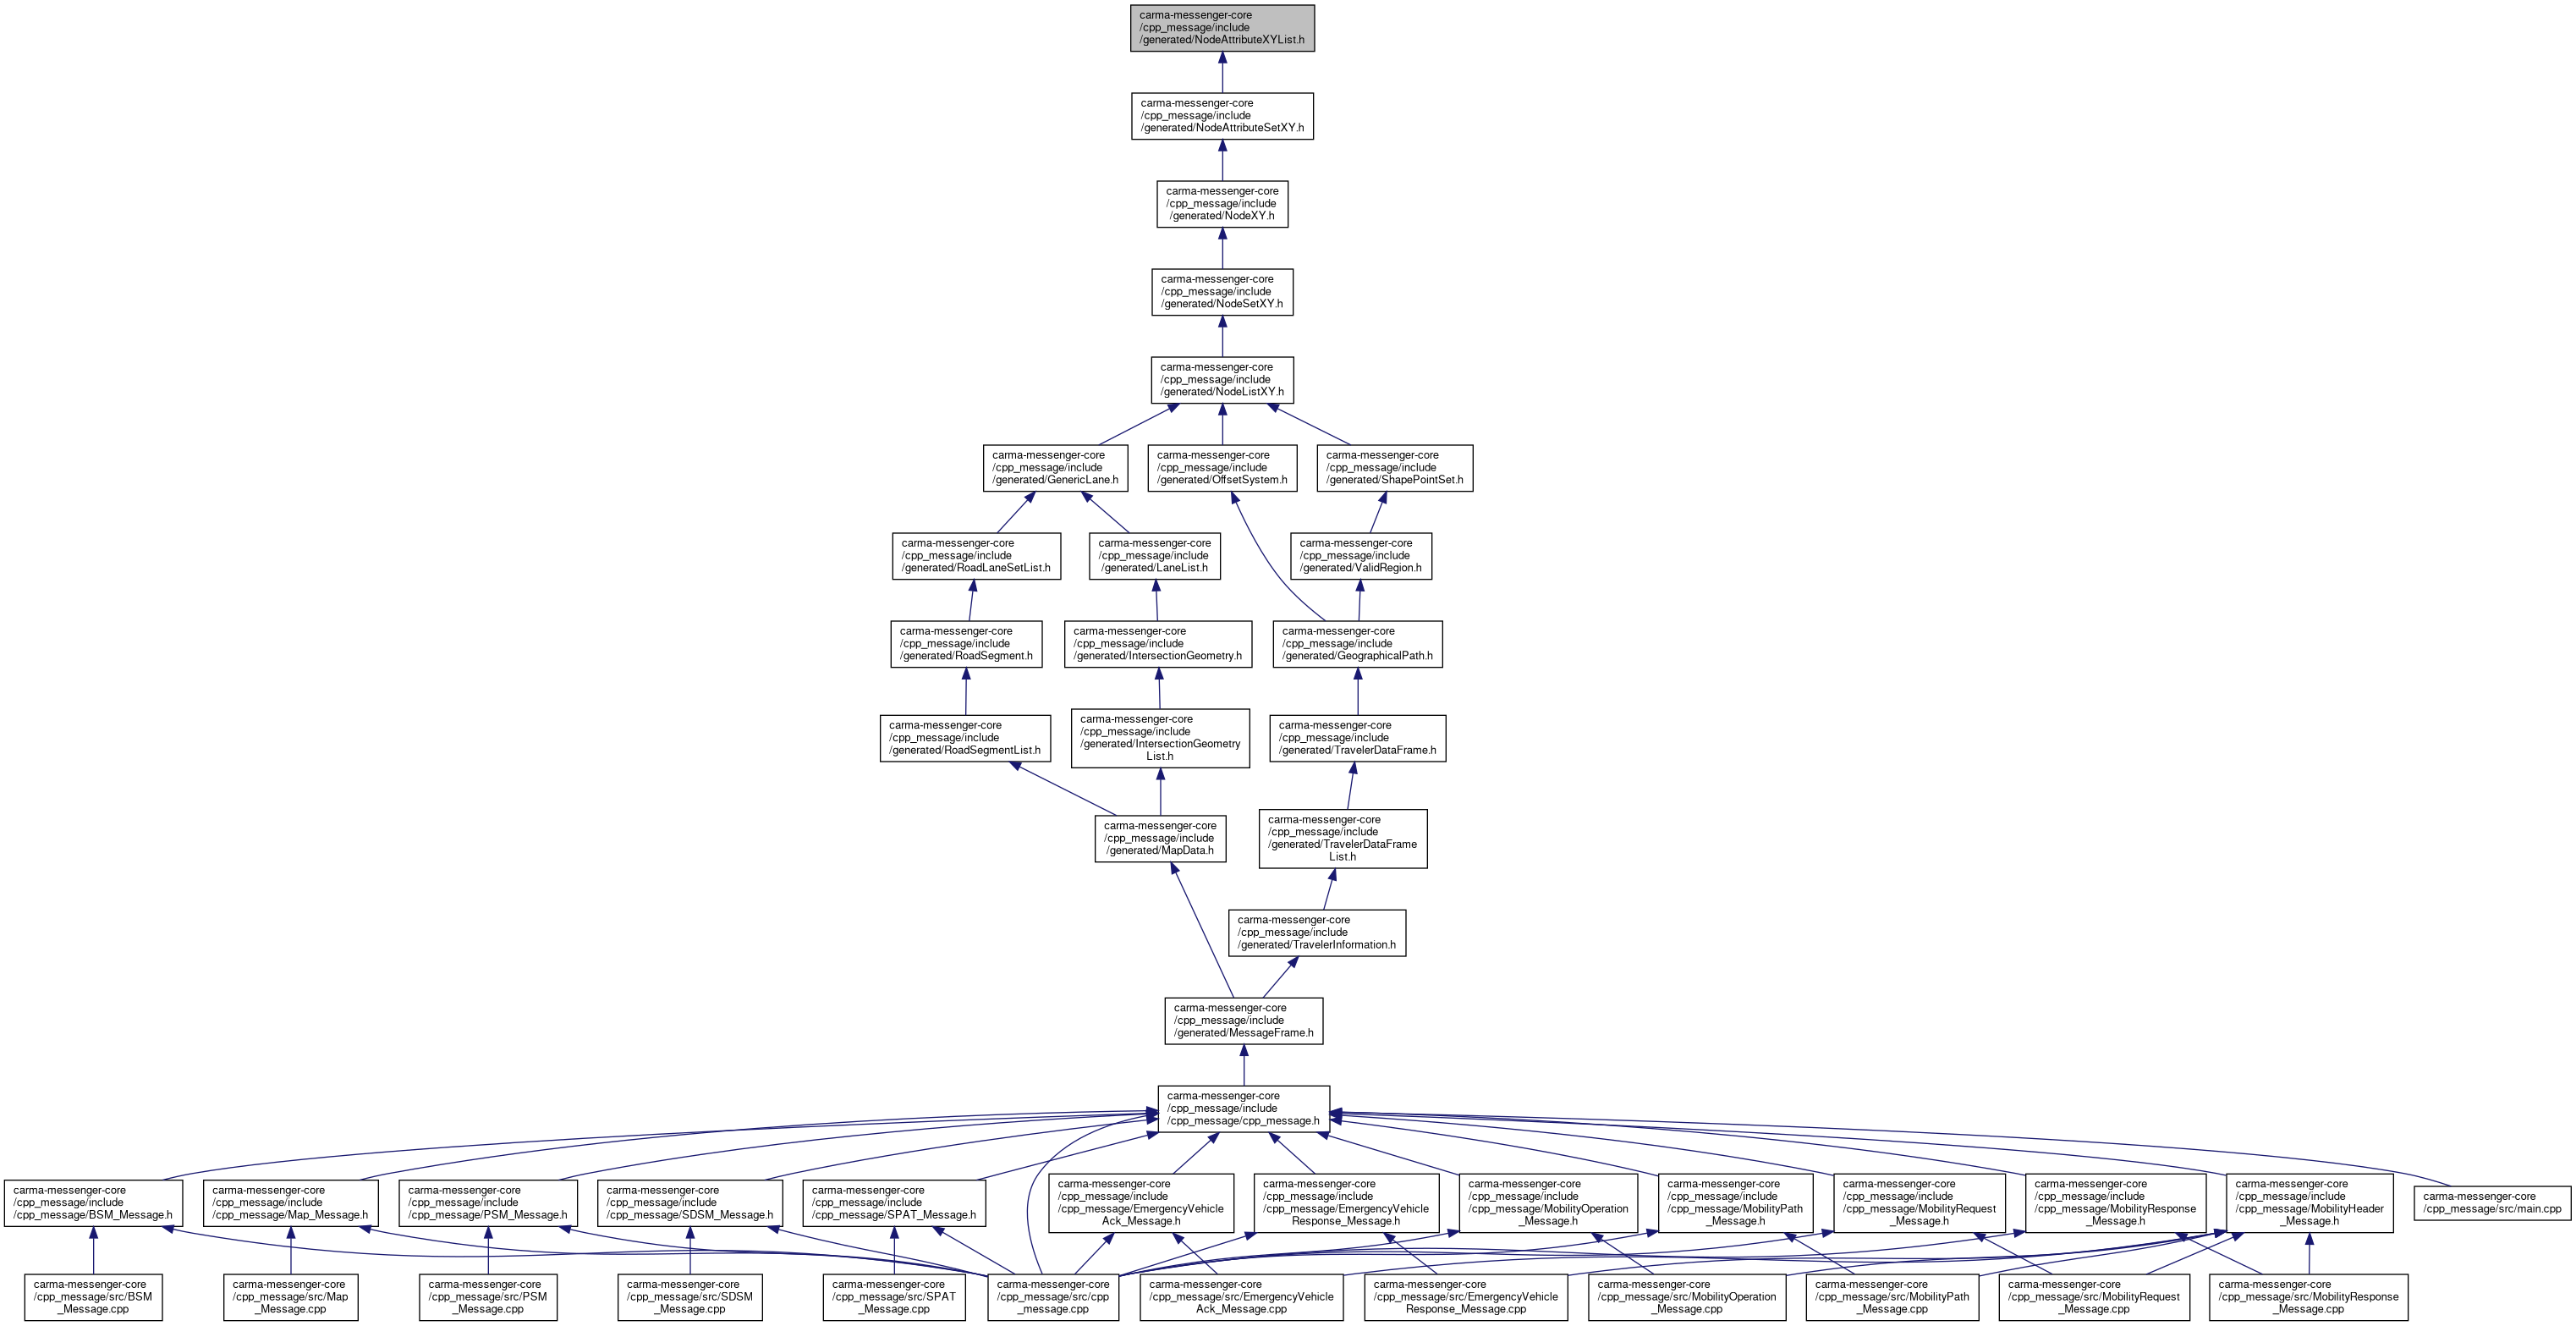 carma-messenger-core
/cpp_message/include
/generated/NodeAttributeXYList.h
carma-messenger-core
/cpp_message/include
/generated/NodeAttributeSetXY.h
carma-messenger-core
/cpp_message/include
/generated/NodeXY.h
carma-messenger-core
/cpp_message/include
/generated/NodeSetXY.h
carma-messenger-core
/cpp_message/include
/generated/NodeListXY.h
carma-messenger-core
/cpp_message/include
/generated/GenericLane.h
carma-messenger-core
/cpp_message/include
/generated/OffsetSystem.h
carma-messenger-core
/cpp_message/include
/generated/ShapePointSet.h
carma-messenger-core
/cpp_message/include
/generated/RoadLaneSetList.h
carma-messenger-core
/cpp_message/include
/generated/LaneList.h
carma-messenger-core
/cpp_message/include
/generated/ValidRegion.h
carma-messenger-core
/cpp_message/include
/generated/RoadSegment.h
carma-messenger-core
/cpp_message/include
/generated/IntersectionGeometry.h
carma-messenger-core
/cpp_message/include
/generated/GeographicalPath.h
carma-messenger-core
/cpp_message/include
/generated/RoadSegmentList.h
carma-messenger-core
/cpp_message/include
/generated/IntersectionGeometry
List.h
carma-messenger-core
/cpp_message/include
/generated/TravelerDataFrame.h
carma-messenger-core
/cpp_message/include
/generated/MapData.h
carma-messenger-core
/cpp_message/include
/generated/TravelerDataFrame
List.h
carma-messenger-core
/cpp_message/include
/generated/TravelerInformation.h
carma-messenger-core
/cpp_message/include
/generated/MessageFrame.h
carma-messenger-core
/cpp_message/include
/cpp_message/cpp_message.h
carma-messenger-core
/cpp_message/include
/cpp_message/BSM_Message.h
carma-messenger-core
/cpp_message/include
/cpp_message/Map_Message.h
carma-messenger-core
/cpp_message/include
/cpp_message/PSM_Message.h
carma-messenger-core
/cpp_message/include
/cpp_message/SDSM_Message.h
carma-messenger-core
/cpp_message/include
/cpp_message/SPAT_Message.h
carma-messenger-core
/cpp_message/include
/cpp_message/EmergencyVehicle
Ack_Message.h
carma-messenger-core
/cpp_message/include
/cpp_message/EmergencyVehicle
Response_Message.h
carma-messenger-core
/cpp_message/include
/cpp_message/MobilityOperation
_Message.h
carma-messenger-core
/cpp_message/include
/cpp_message/MobilityPath
_Message.h
carma-messenger-core
/cpp_message/include
/cpp_message/MobilityRequest
_Message.h
carma-messenger-core
/cpp_message/include
/cpp_message/MobilityResponse
_Message.h
carma-messenger-core
/cpp_message/include
/cpp_message/MobilityHeader
_Message.h
carma-messenger-core
/cpp_message/src/main.cpp
carma-messenger-core
/cpp_message/src/BSM
_Message.cpp
carma-messenger-core
/cpp_message/src/Map
_Message.cpp
carma-messenger-core
/cpp_message/src/PSM
_Message.cpp
carma-messenger-core
/cpp_message/src/SDSM
_Message.cpp
carma-messenger-core
/cpp_message/src/SPAT
_Message.cpp
carma-messenger-core
/cpp_message/src/cpp
_message.cpp
carma-messenger-core
/cpp_message/src/EmergencyVehicle
Ack_Message.cpp
carma-messenger-core
/cpp_message/src/EmergencyVehicle
Response_Message.cpp
carma-messenger-core
/cpp_message/src/MobilityOperation
_Message.cpp
carma-messenger-core
/cpp_message/src/MobilityPath
_Message.cpp
carma-messenger-core
/cpp_message/src/MobilityRequest
_Message.cpp
carma-messenger-core
/cpp_message/src/MobilityResponse
_Message.cpp